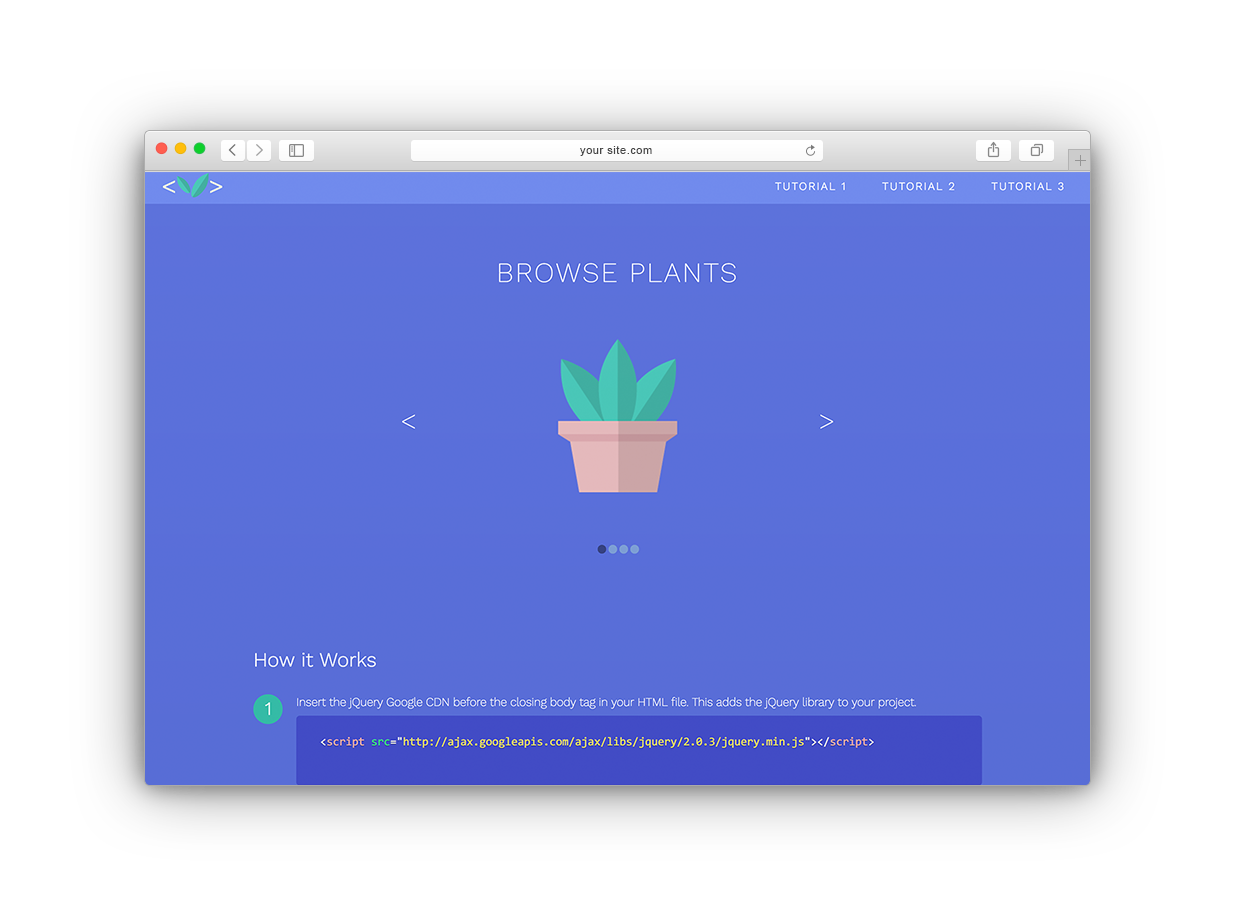 your site.com
< >
TUTORIAL 1 TUTORIAL 2 TUTORIAL 3
BROWSE PLANTS
< >
How it Works
1 Insert the jQuery Google CDN before the closing body tag in your HTML file. This adds the jQuery library to your project.
<script src="http://ajax.googleapis.com/ajax/libs/jquery/2.0.3/jquery.min.js"></script>